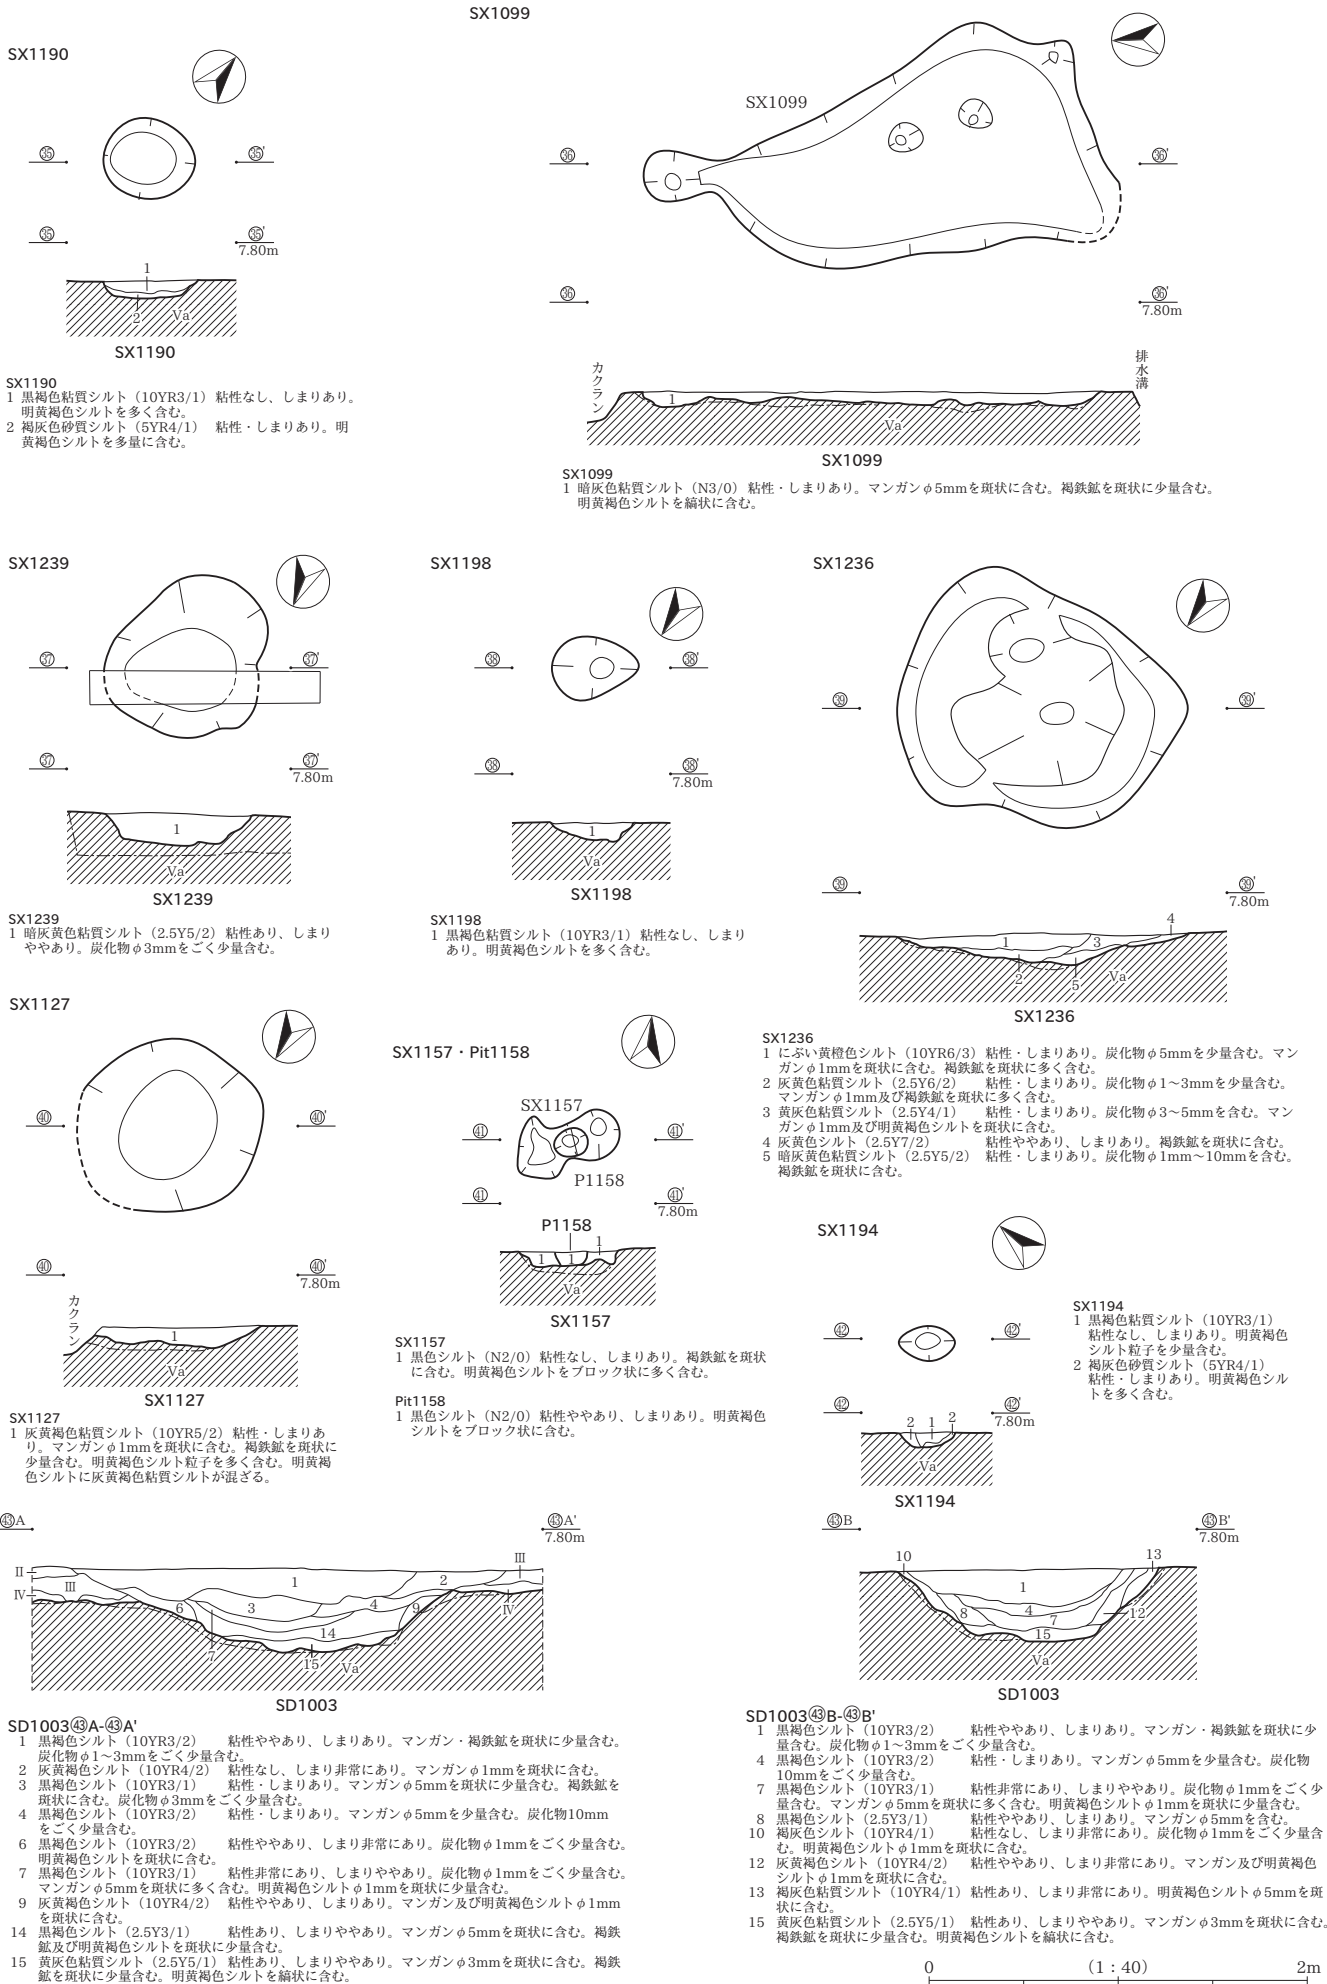 SX1190
㉟
㉟'
㉟
㉟'
7.80m
1
2
Va
SX1190
SX1190
1 黒褐色粘質シルト（10YR3/1）粘性なし、しまりあり。
明黄褐色シルトを多く含む。
2 褐灰色砂質シルト（5YR4/1） 粘性・しまりあり。明
黄褐色シルトを多量に含む。
SX1099
SX1099
㊱
㊱'
㊱
㊱'
7.80m
カクラン
排水溝
1
Va
SX1099
SX1099
1 暗灰色粘質シルト（N3/0）粘性・しまりあり。マンガンφ5mmを斑状に含む。褐鉄鉱を斑状に少量含む。
明黄褐色シルトを縞状に含む。
SX1239
㊲
㊲'
㊲
㊲'
7.80m
1
Va
SX1239
SX1239
1 暗灰黄色粘質シルト（2.5Y5/2）粘性あり、しまり
ややあり。炭化物φ3mmをごく少量含む。
SX1198
㊳
㊳'
㊳
㊳'
7.80m
1
Va
SX1198
SX1198
1 黒褐色粘質シルト（10YR3/1）粘性なし、しまり
あり。明黄褐色シルトを多く含む。
SX1236
㊴
㊴'
㊴
㊴'
7.80m
4
1
3
2
5
Va
SX1236
SX1236
1 にぶい黄橙色シルト（10YR6/3）粘性・しまりあり。炭化物φ5mmを少量含む。マン
ガンφ1mmを斑状に含む。褐鉄鉱を斑状に多く含む。
2 灰黄色粘質シルト（2.5Y6/2） 粘性・しまりあり。炭化物φ1～3mmを少量含む。
マンガンφ1mm及び褐鉄鉱を斑状に多く含む。
3 黄灰色粘質シルト（2.5Y4/1） 粘性・しまりあり。炭化物φ3～5mmを含む。マン
ガンφ1mm及び明黄褐色シルトを斑状に含む。
4 灰黄色シルト（2.5Y7/2） 粘性ややあり、しまりあり。褐鉄鉱を斑状に含む。
5 暗灰黄色粘質シルト（2.5Y5/2） 粘性・しまりあり。炭化物φ1mm～10mmを含む。
褐鉄鉱を斑状に含む。
SX1127
㊵
㊵'
㊵
㊵'
7.80m
カクラン
1
Va
SX1127
SX1127
1 灰黄褐色粘質シルト（10YR5/2）粘性・しまりあ
り。マンガンφ1mmを斑状に含む。褐鉄鉱を斑状に
少量含む。明黄褐色シルト粒子を多く含む。明黄褐
色シルトに灰黄褐色粘質シルトが混ざる。
SX1157・Pit1158
SX1157
㊶
㊶'
P1158
㊶
㊶'
7.80m
P1158
1
1
1
Va
SX1157
SX1157
1 黒色シルト（N2/0）粘性なし、しまりあり。褐鉄鉱を斑状
に含む。明黄褐色シルトをブロック状に多く含む。
Pit1158
1 黒色シルト（N2/0）粘性ややあり、しまりあり。明黄褐色
シルトをブロック状に含む。
SX1194
㊷
㊷'
㊷
㊷'
7.80m
2 1 2
Va
SX1194
SX1194
1 黒褐色粘質シルト（10YR3/1）
粘性なし、しまりあり。明黄褐色
シルト粒子を少量含む。
2 褐灰色砂質シルト（5YR4/1）
粘性・しまりあり。明黄褐色シル
トを多く含む。
㊸A
㊸A'
7.80m
Ⅱ
Ⅲ
Ⅳ
1
2
Ⅲ
Ⅳ
3
4
6
9
14
7
15
Va
SD1003
SD1003㊸A-㊸A'
1 黒褐色シルト（10YR3/2） 粘性ややあり、しまりあり。マンガン・褐鉄鉱を斑状に少量含む。
炭化物φ1～3mmをごく少量含む。
2 灰黄褐色シルト（10YR4/2） 粘性なし、しまり非常にあり。マンガンφ1mmを斑状に含む。
3 黒褐色シルト（10YR3/1） 粘性・しまりあり。マンガンφ5mmを斑状に少量含む。褐鉄鉱を
斑状に含む。炭化物φ3mmをごく少量含む。
4 黒褐色シルト（10YR3/2） 粘性・しまりあり。マンガンφ5mmを少量含む。炭化物10mm
をごく少量含む。
6 黒褐色シルト（10YR3/2） 粘性ややあり、しまり非常にあり。炭化物φ1mmをごく少量含む。
明黄褐色シルトを斑状に含む。
7 黒褐色シルト（10YR3/1） 粘性非常にあり、しまりややあり。炭化物φ1mmをごく少量含む。
マンガンφ5mmを斑状に多く含む。明黄褐色シルトφ1mmを斑状に少量含む。
9 灰黄褐色シルト（10YR4/2） 粘性ややあり、しまりあり。マンガン及び明黄褐色シルトφ1mm
を斑状に含む。
14 黒褐色シルト（2.5Y3/1） 粘性あり、しまりややあり。マンガンφ5mmを斑状に含む。褐鉄
鉱及び明黄褐色シルトを斑状に少量含む。
15 黄灰色粘質シルト（2.5Y5/1）粘性あり、しまりややあり。マンガンφ3mmを斑状に含む。褐鉄
鉱を斑状に少量含む。明黄褐色シルトを縞状に含む。
㊸B
㊸B'
7.80m
10
13
1
4
8
7
12
15
Va
SD1003
SD1003㊸B-㊸B'
1 黒褐色シルト（10YR3/2） 粘性ややあり、しまりあり。マンガン・褐鉄鉱を斑状に少
量含む。炭化物φ1～3mmをごく少量含む。
4 黒褐色シルト（10YR3/2） 粘性・しまりあり。マンガンφ5mmを少量含む。炭化物
10mmをごく少量含む。
7 黒褐色シルト（10YR3/1） 粘性非常にあり、しまりややあり。炭化物φ1mmをごく少
量含む。マンガンφ5mmを斑状に多く含む。明黄褐色シルトφ1mmを斑状に少量含む。
8 黒褐色シルト（2.5Y3/1） 粘性ややあり、しまりあり。マンガンφ5mmを含む。
10 褐灰色シルト（10YR4/1） 粘性なし、しまり非常にあり。炭化物φ1mmをごく少量含
む。明黄褐色シルトφ1mmを斑状に含む。
12 灰黄褐色シルト（10YR4/2） 粘性ややあり、しまり非常にあり。マンガン及び明黄褐色
シルトφ1mmを斑状に含む。
13 褐灰色粘質シルト（10YR4/1）粘性あり、しまり非常にあり。明黄褐色シルトφ5mmを斑
状に含む。
15 黄灰色粘質シルト（2.5Y5/1） 粘性あり、しまりややあり。マンガンφ3mmを斑状に含む。
褐鉄鉱を斑状に少量含む。明黄褐色シルトを縞状に含む。
0 （1：40） 2m